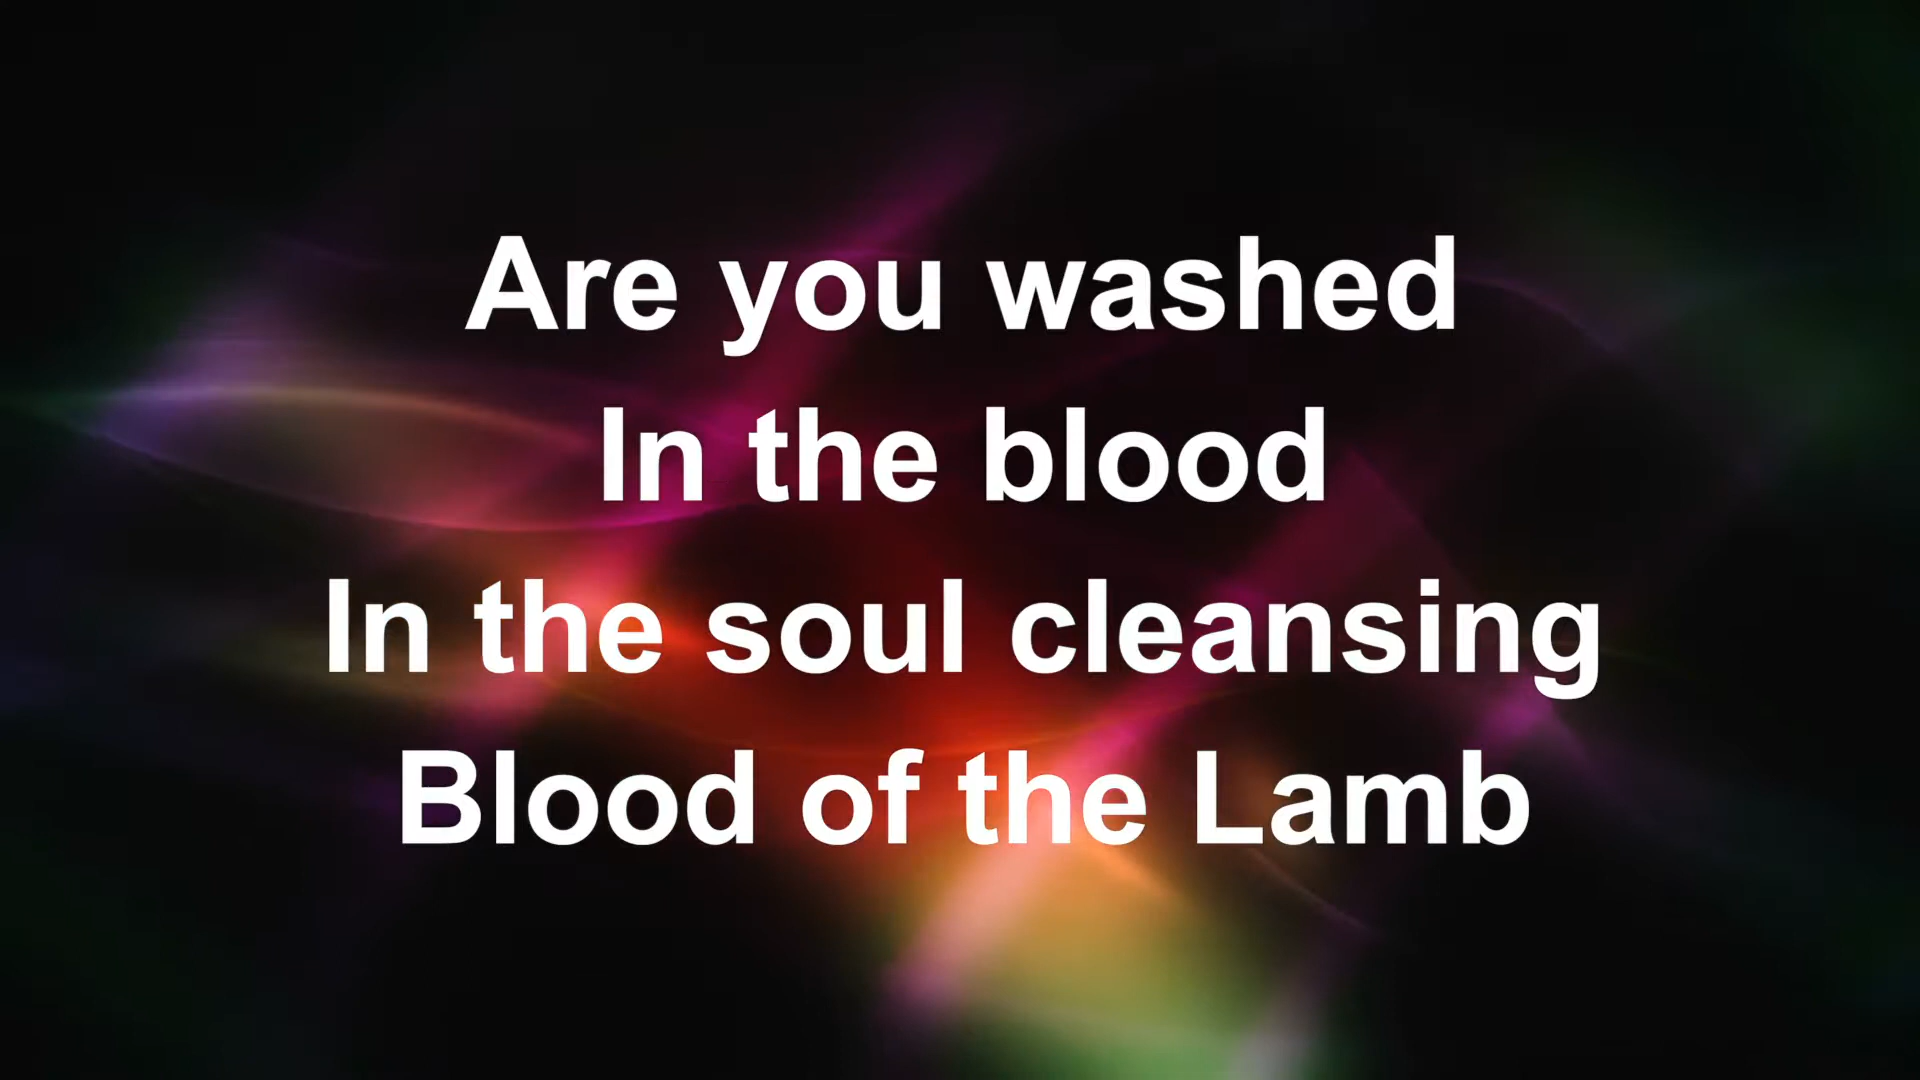 Are you washed
In the blood
In the soul cleansing
Blood of the Lamb